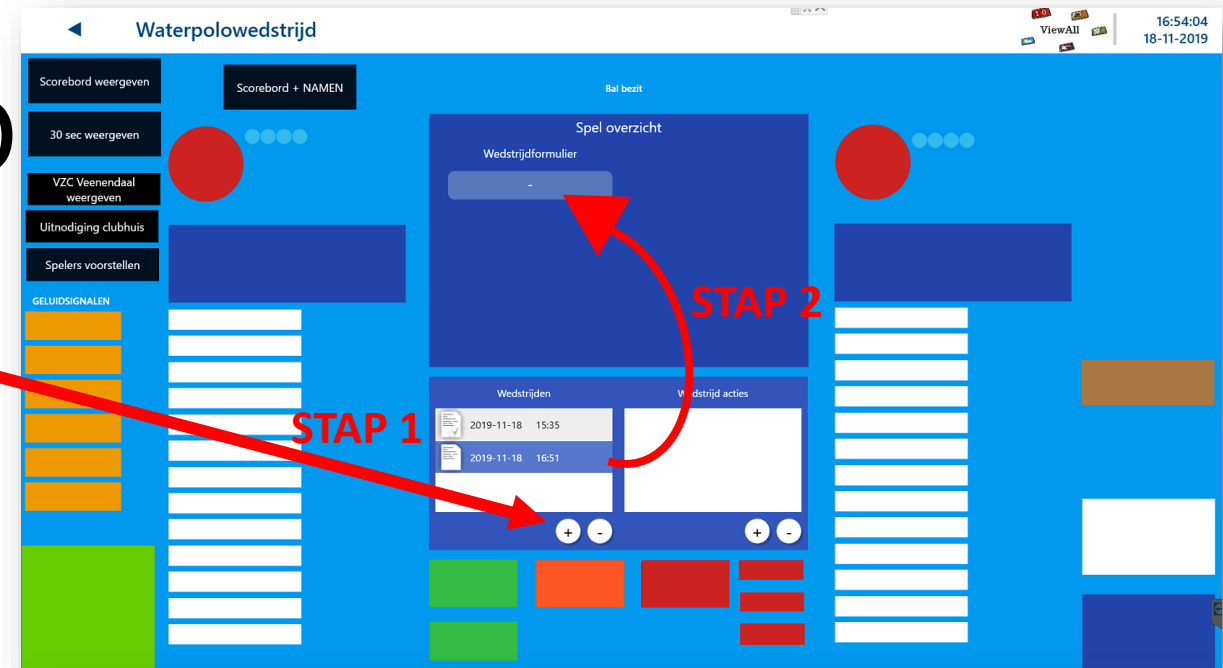 Waterpolowedstrijd
1-0
ViewAll
16:54:04
18-11-2019
Scorebord weergeven
Scorebord + NAMEN
Bal bezit
30 sec weergeven
Spel overzicht
Wedstrijdformulier
-
VZC Veenendaal
weergeven
Uitnodiging clubhuis
Spelers voorstellen
GELUIDSIGNALEN
STAP 2
Wedstrijden
Wedstrijd acties
STAP 1
2019-11-18 15:35
2019-11-18 16:51
+ -
+ -